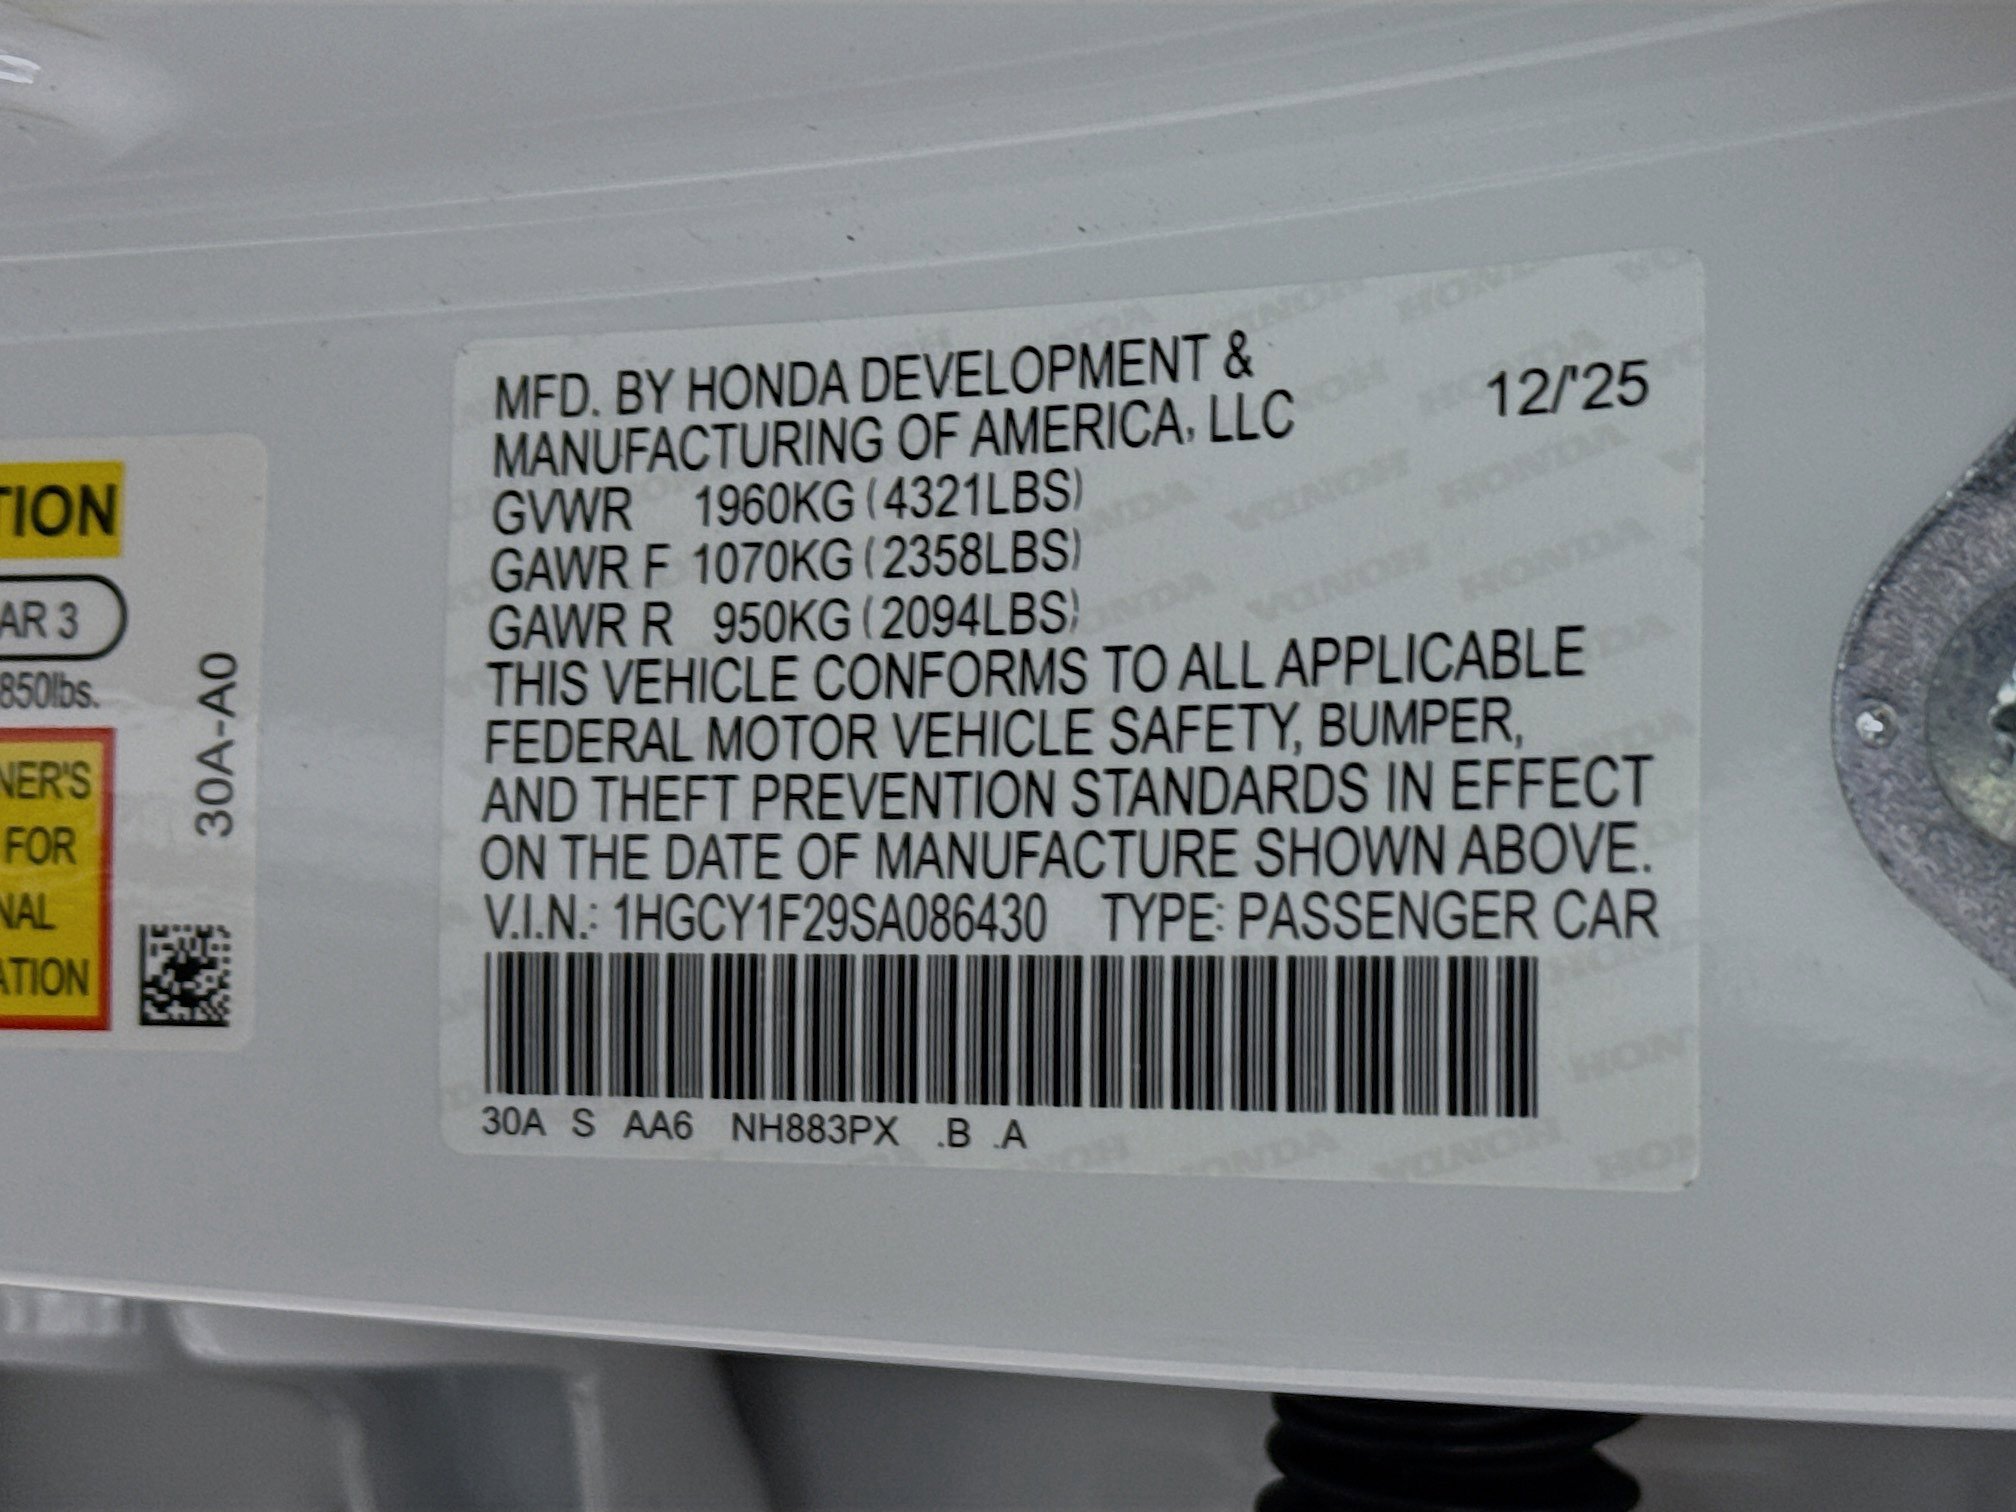 TION
AR 3
850lbs.
NER'S
FOR
NAL
ATION
30A-A0
MFD. BY HONDA DEVELOPMENT &
MANUFACTURING OF AMERICA, LLC 12/'25
GVWR 1960KG (4321LBS)
GAWR F 1070KG (2358LBS)
GAWR R 950KG (2094LBS)
THIS VEHICLE CONFORMS TO ALL APPLICABLE
FEDERAL MOTOR VEHICLE SAFETY, BUMPER,
AND THEFT PREVENTION STANDARDS IN EFFECT
ON THE DATE OF MANUFACTURE SHOWN ABOVE.
V.I.N.: 1HGCY1F29SA086430 TYPE: PASSENGER CAR
30A S AA6 NH883PX .B .A